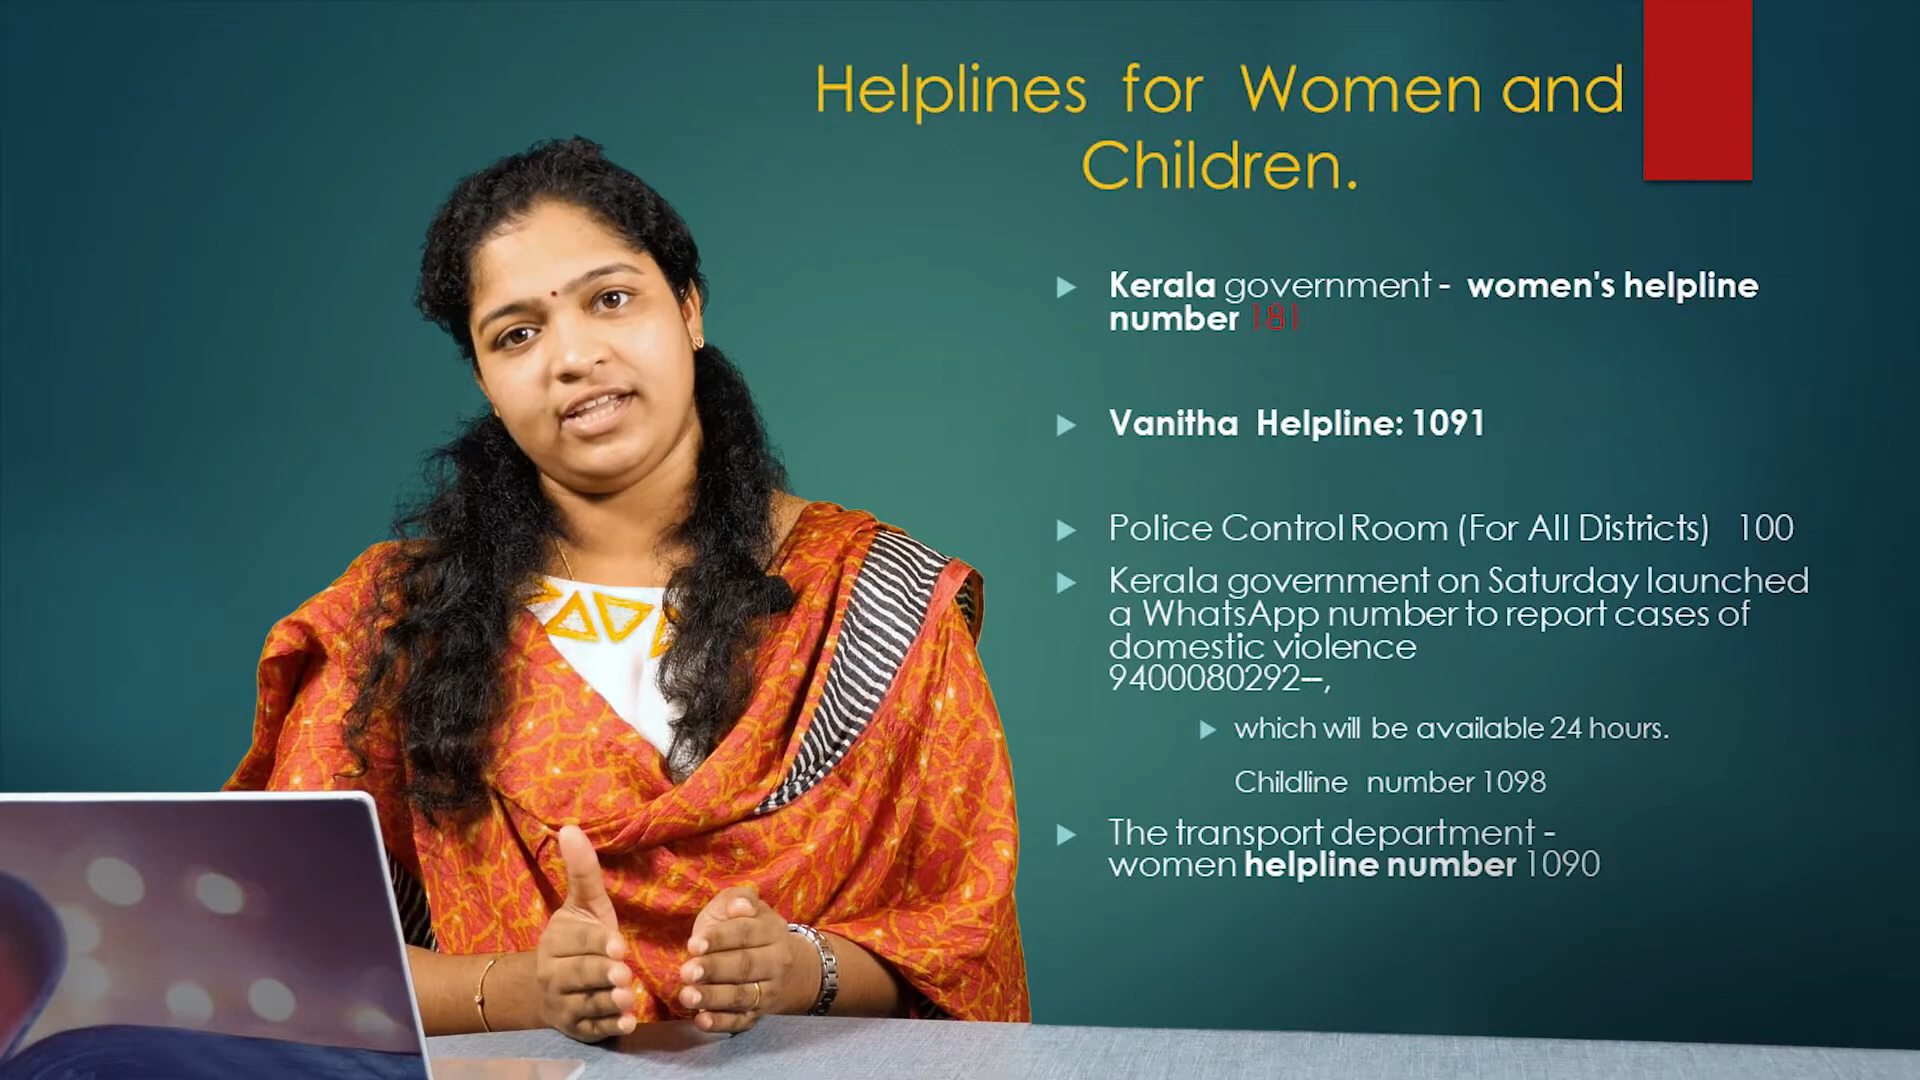 Helplines for Women and
Children.
Kerala government - women's helpline
number 181
Vanitha Helpline: 1091
Police Control Room (For All Districts) 100
Kerala government on Saturday launched
a WhatsApp number to report cases of
domestic violence
9400080292–,
which will be available 24 hours.
Childline number 1098
The transport department -
women helpline number 1090